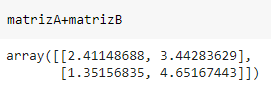 matrizA+matrizB
array([[2.41148688, 3.44283629],
[1.35156835, 4.65167443]])